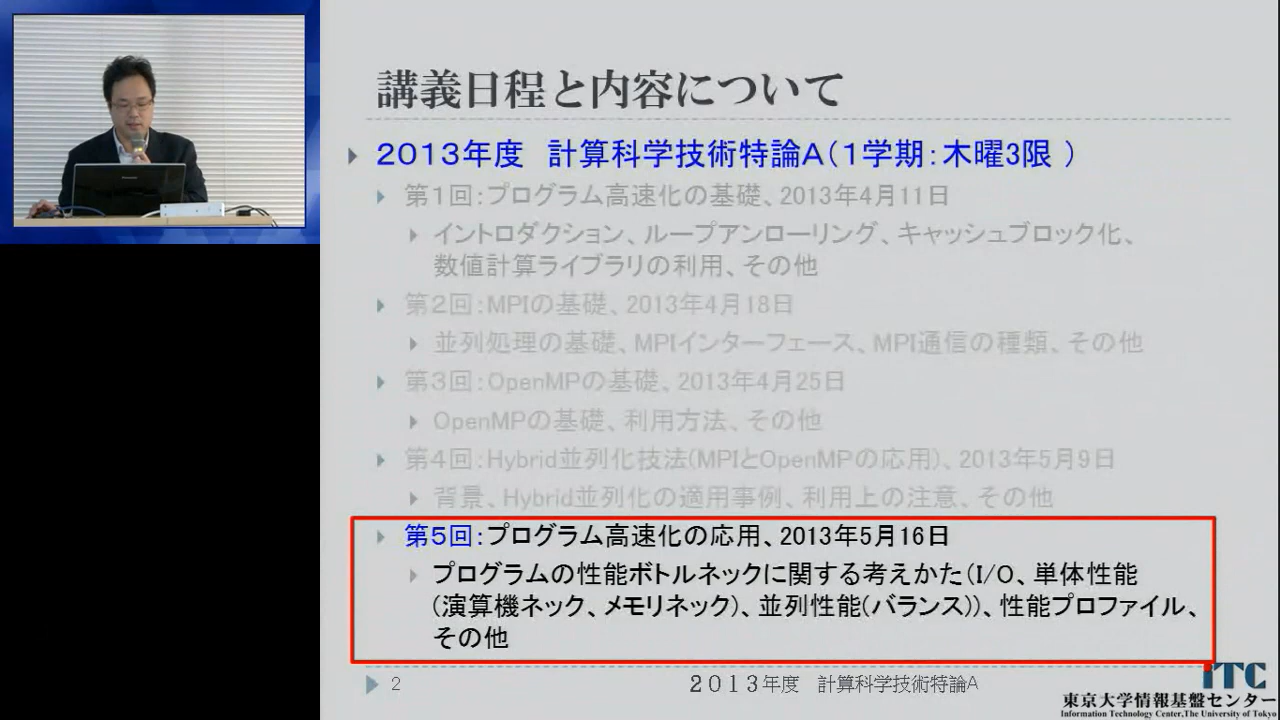 講義日程と内容について
2013年度　計算科学技術特論A(1学期:木曜3限 )
第1回:プログラム高速化の基礎、2013年4月11日
イントロダクション、ループアンローリング、キャッシュブロック化、
数値計算ライブラリの利用、その他
第2回:MPIの基礎、2013年4月18日
並列処理の基礎、MPIインターフェース、MPI通信の種類、その他
第3回:OpenMPの基礎、2013年4月25日
OpenMPの基礎、利用方法、その他
第4回:Hybrid並列化技法(MPIとOpenMPの応用)、2013年5月9日
背景、Hybrid並列化の適用事例、利用上の注意、その他
第5回:プログラム高速化の応用、2013年5月16日
プログラムの性能ボトルネックに関する考えかた(I/O、単体性能
(演算機ネック、メモリネック)、並列性能(バランス))、性能プロファイル、
その他
2
2013年度　計算科学技術特論A
ITC
東京大学情報基盤センター
Information Technology Center,The University of Tokyo